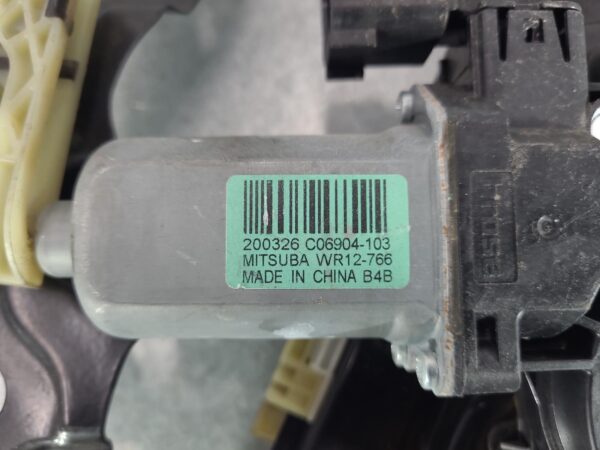 200326 C06904-103
MITSUBA WR12-766
MADE IN CHINA B4B